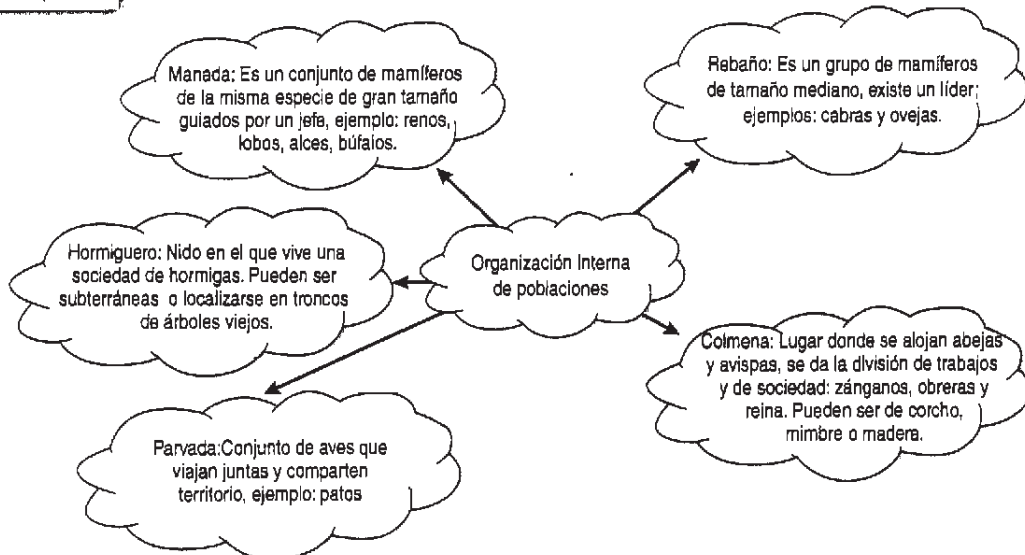 Manada: Es un conjunto de mamíferos
de la misma especie de gran tamaño
guiados por un jefe, ejemplo: renos,
lobos, alces, búfalos.
Rebaño: Es un grupo de mamíferos
de tamaño mediano, existe un líder;
ejemplos: cabras y ovejas.
Hormiguero: Nido en el que vive una
sociedad de hormigas. Pueden ser
subterráneas o localizarse en troncos
de árboles viejos.
Organización Interna
de poblaciones
Colmena: Lugar donde se alojan abejas
y avispas, se da la división de trabajos
y de sociedad: zánganos, obreras y
reina. Pueden ser de corcho,
mimbre o madera.
Parvada:Conjunto de aves que
viajan juntas y comparten
territorio, ejemplo: patos